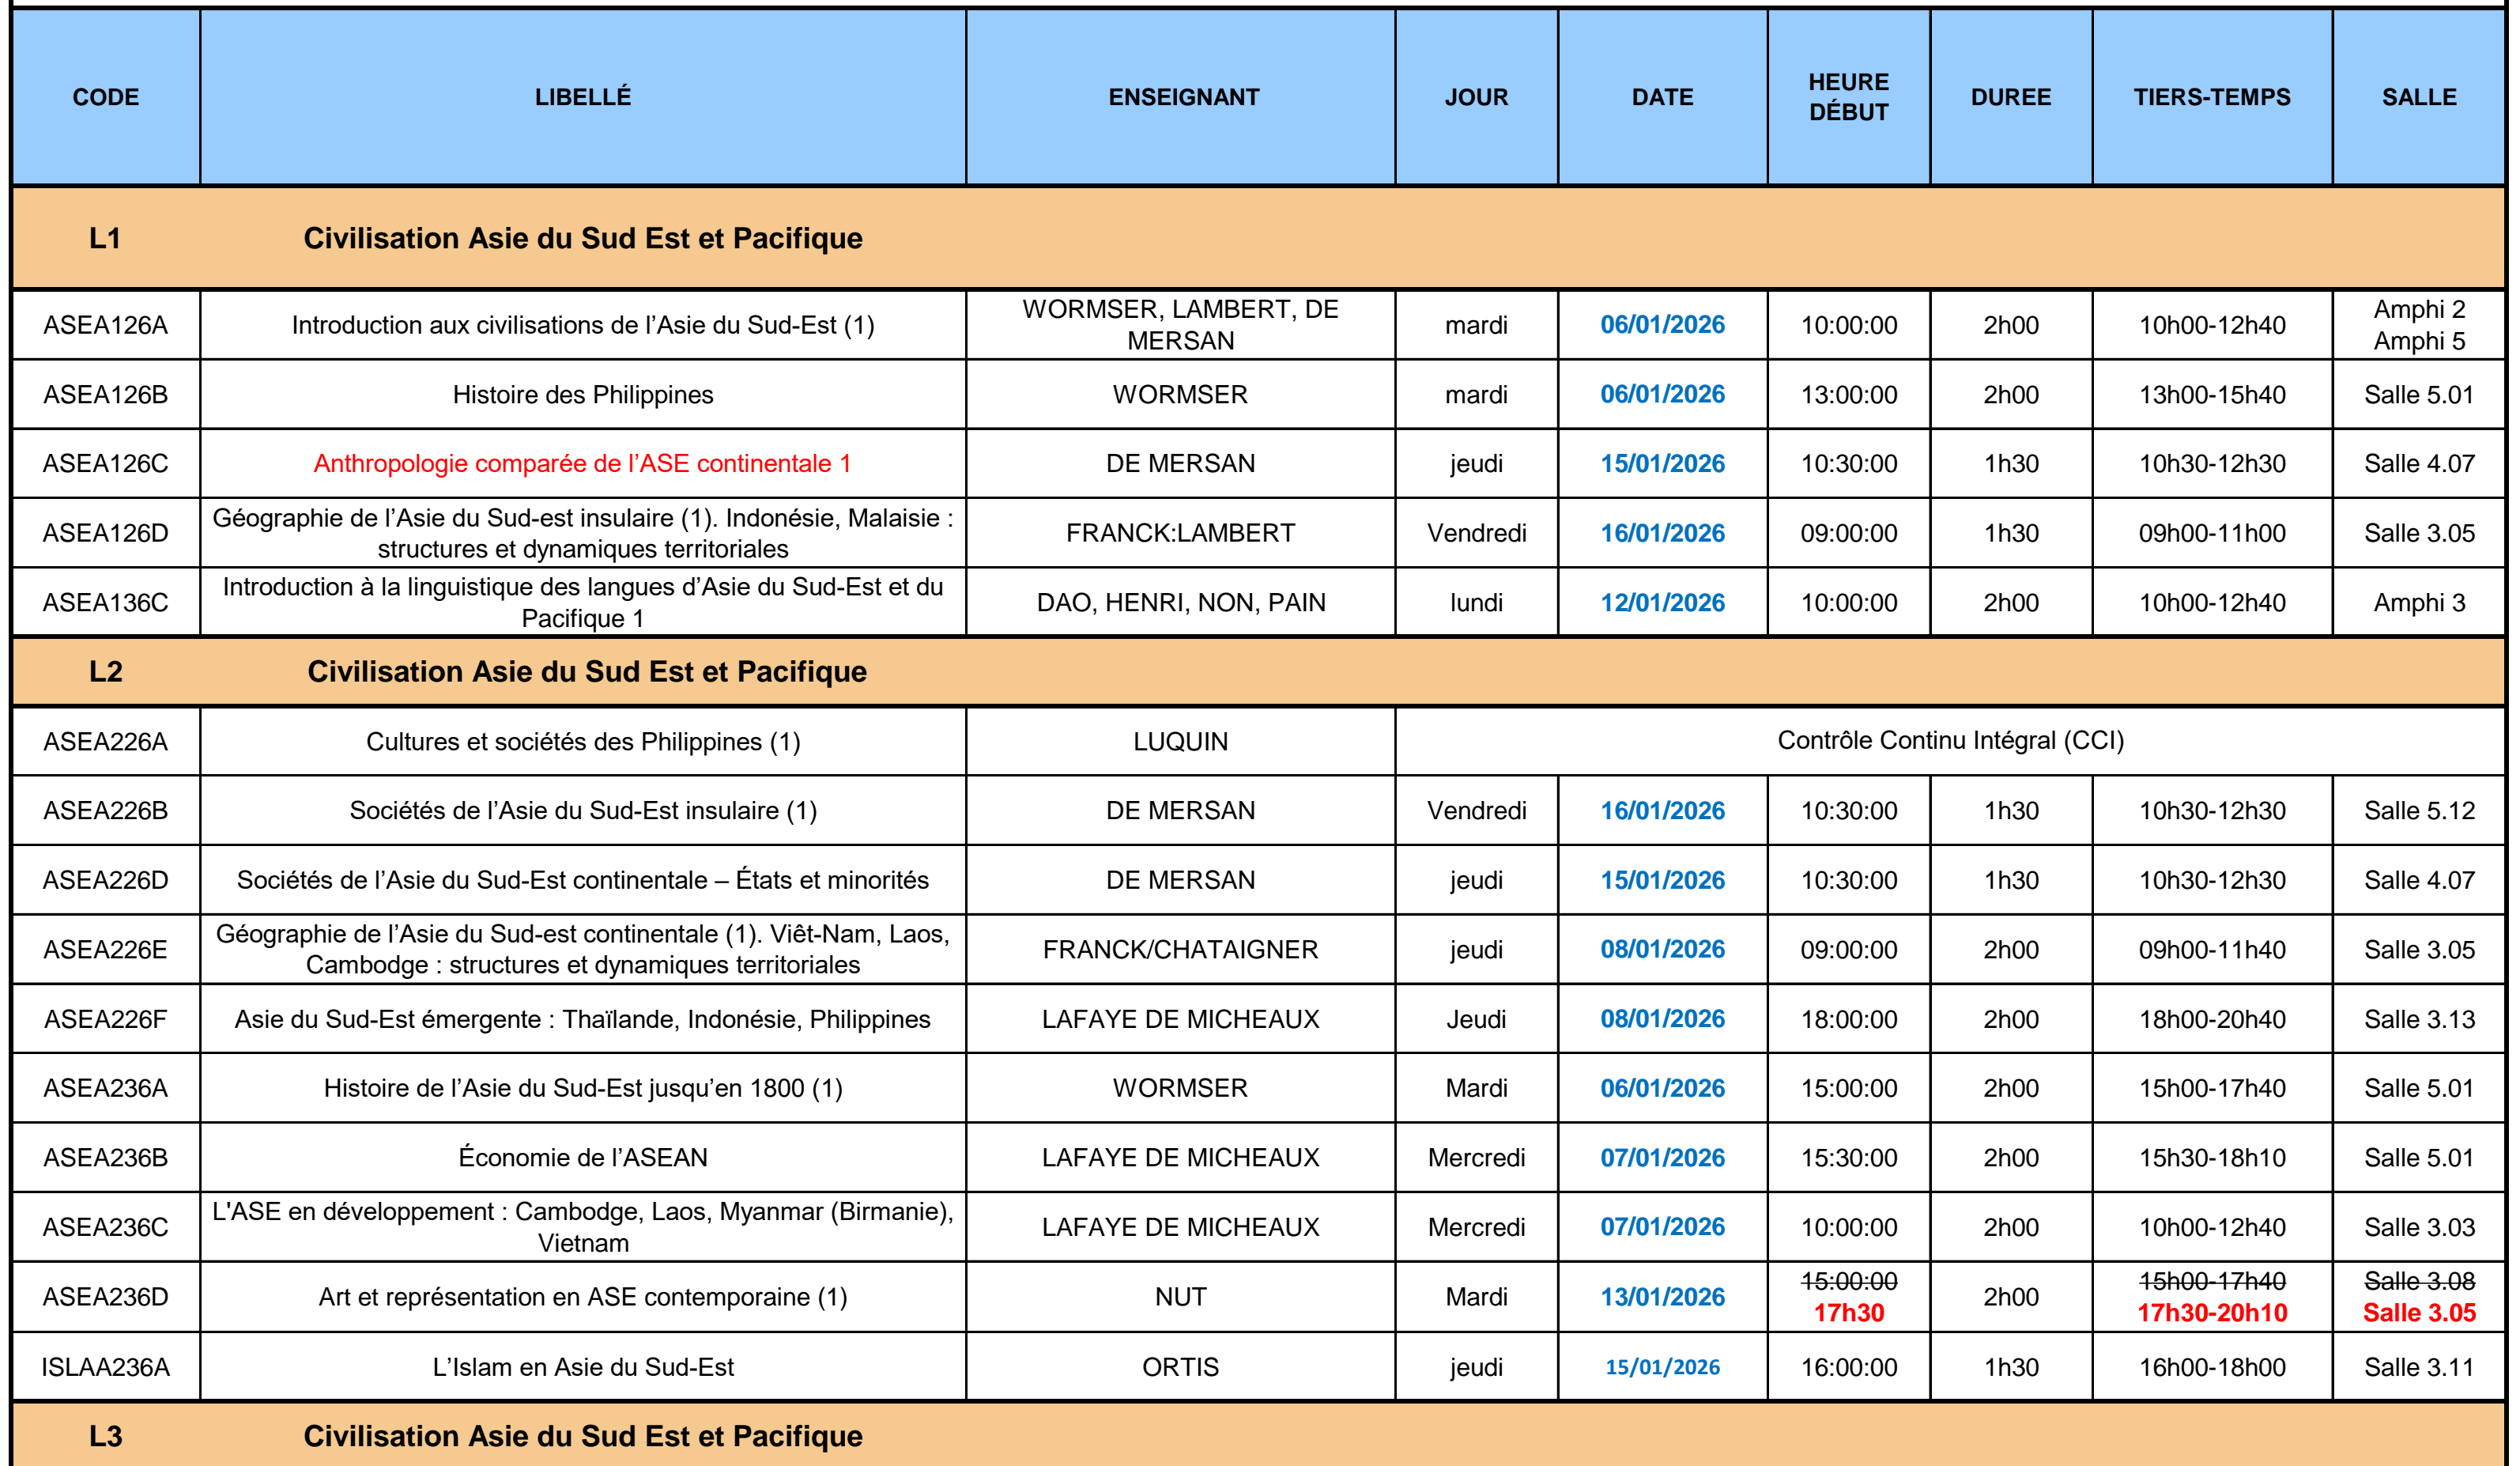 CODE LIBELLÉ ENSEIGNANT JOUR DATE HEURE DÉBUT DUREE TIERS-TEMPS SALLE
L1 Civilisation Asie du Sud Est et Pacifique
ASEA126A Introduction aux civilisations de l’Asie du Sud-Est (1) WORMSER, LAMBERT, DE MERSAN mardi 06/01/2026 10:00:00 2h00 10h00-12h40 Amphi 2 Amphi 5
ASEA126B Histoire des Philippines WORMSER mardi 06/01/2026 13:00:00 2h00 13h00-15h40 Salle 5.01
ASEA126C Anthropologie comparée de l’ASE continentale 1 DE MERSAN jeudi 15/01/2026 10:30:00 1h30 10h30-12h30 Salle 4.07
ASEA126D Géographie de l’Asie du Sud-est insulaire (1). Indonésie, Malaisie : structures et dynamiques territoriales FRANCK:LAMBERT Vendredi 16/01/2026 09:00:00 1h30 09h00-11h00 Salle 3.05
ASEA136C Introduction à la linguistique des langues d’Asie du Sud-Est et du Pacifique 1 DAO, HENRI, NON, PAIN lundi 12/01/2026 10:00:00 2h00 10h00-12h40 Amphi 3
L2 Civilisation Asie du Sud Est et Pacifique
ASEA226A Cultures et sociétés des Philippines (1) LUQUIN Contrôle Continu Intégral (CCI)
ASEA226B Sociétés de l’Asie du Sud-Est insulaire (1) DE MERSAN Vendredi 16/01/2026 10:30:00 1h30 10h30-12h30 Salle 5.12
ASEA226D Sociétés de l’Asie du Sud-Est continentale – États et minorités DE MERSAN jeudi 15/01/2026 10:30:00 1h30 10h30-12h30 Salle 4.07
ASEA226E Géographie de l’Asie du Sud-est continentale (1). Viêt-Nam, Laos, Cambodge : structures et dynamiques territoriales FRANCK/CHATAIGNER jeudi 08/01/2026 09:00:00 2h00 09h00-11h40 Salle 3.05
ASEA226F Asie du Sud-Est émergente : Thaïlande, Indonésie, Philippines LAFAYE DE MICHEAUX Jeudi 08/01/2026 18:00:00 2h00 18h00-20h40 Salle 3.13
ASEA236A Histoire de l’Asie du Sud-Est jusqu’en 1800 (1) WORMSER Mardi 06/01/2026 15:00:00 2h00 15h00-17h40 Salle 5.01
ASEA236B Économie de l’ASEAN LAFAYE DE MICHEAUX Mercredi 07/01/2026 15:30:00 2h00 15h30-18h10 Salle 5.01
ASEA236C L'ASE en développement : Cambodge, Laos, Myanmar (Birmanie), Vietnam LAFAYE DE MICHEAUX Mercredi 07/01/2026 10:00:00 2h00 10h00-12h40 Salle 3.03
ASEA236D Art et représentation en ASE contemporaine (1) NUT Mardi 13/01/2026 15:00:00 17h30 2h00 15h00-17h40 17h30-20h10 Salle 3.08 Salle 3.05
ISLAA236A L’Islam en Asie du Sud-Est ORTIS jeudi 15/01/2026 16:00:00 1h30 16h00-18h00 Salle 3.11
L3 Civilisation Asie du Sud Est et Pacifique